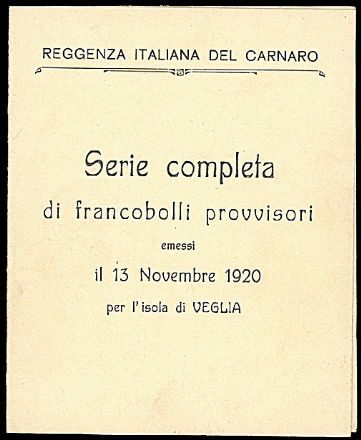 REGGENZA ITALIANA DEL CARNARO
Serie completa
di francobolli provvisori
emessi
il 13 Novembre 1920
per l'isola di VEGLIA